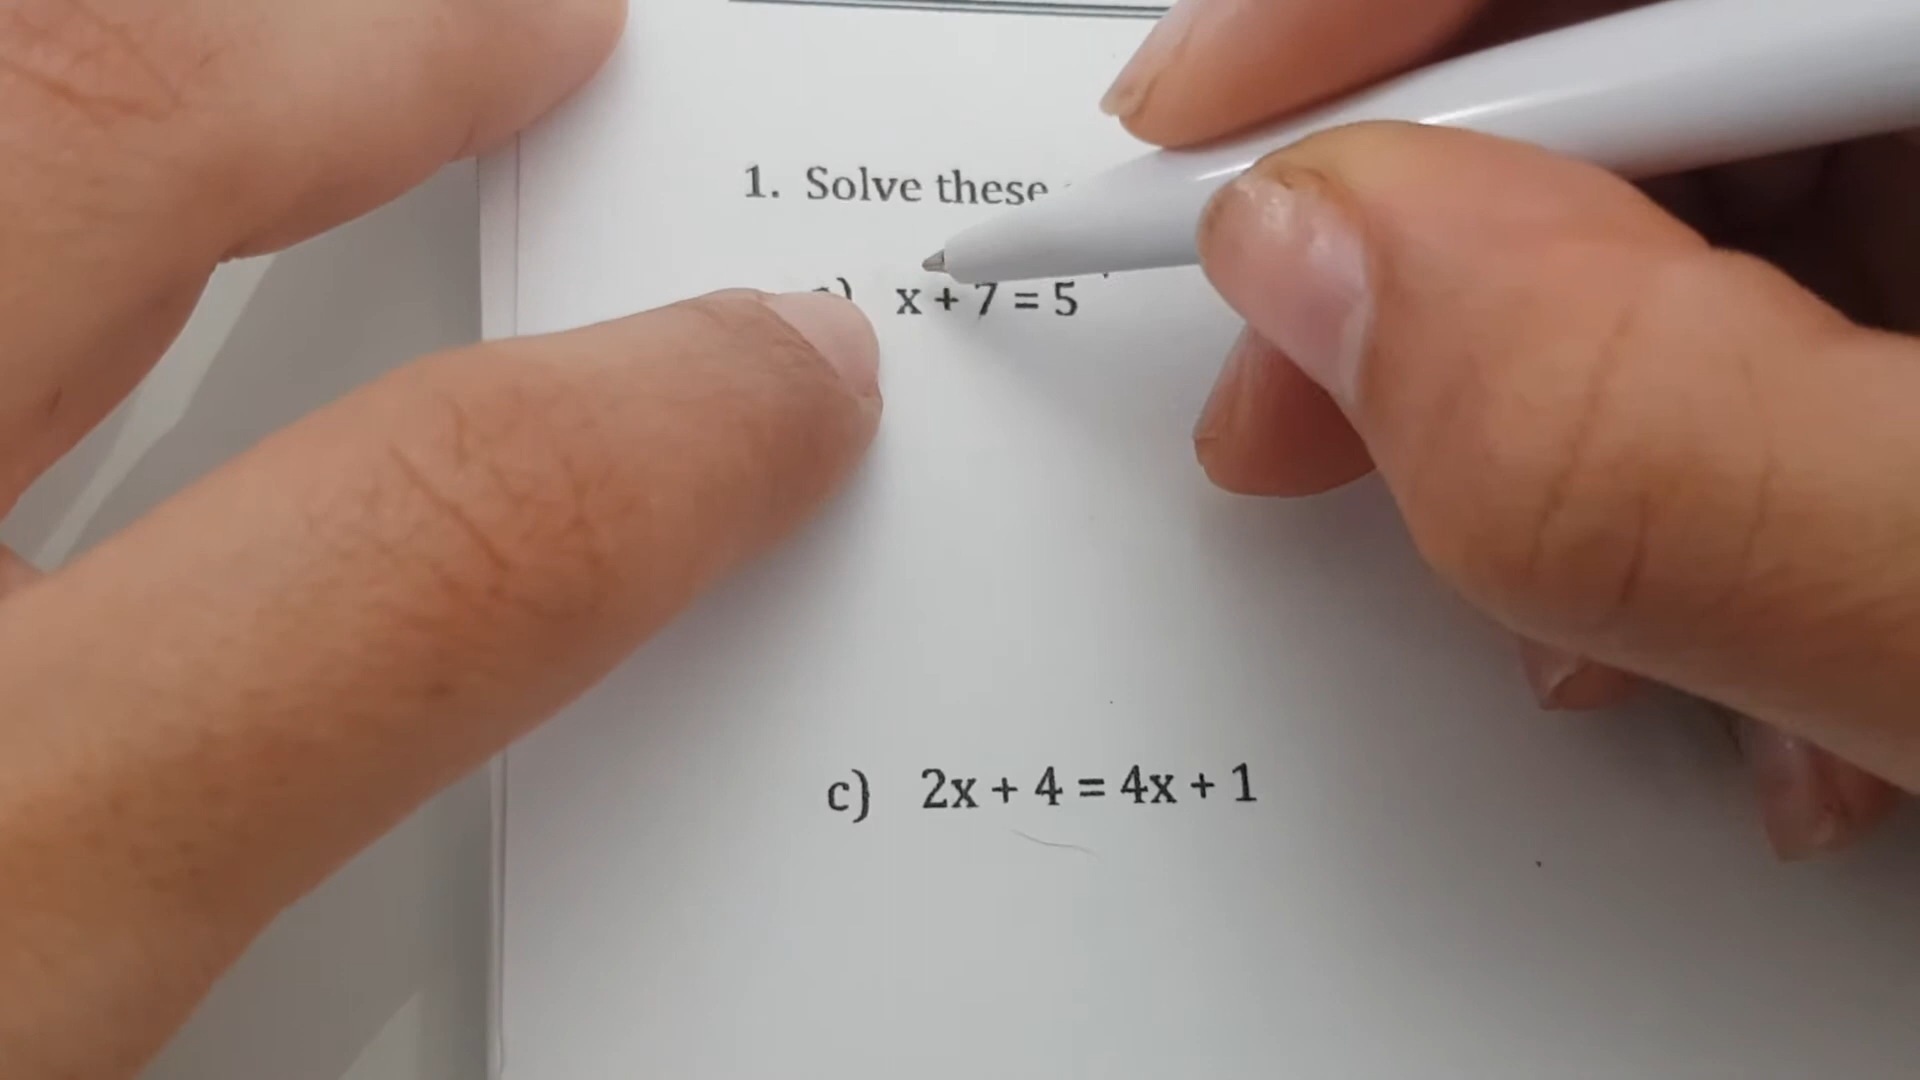 1. Solve these
x + 7 = 5
c) 2x + 4 = 4x + 1